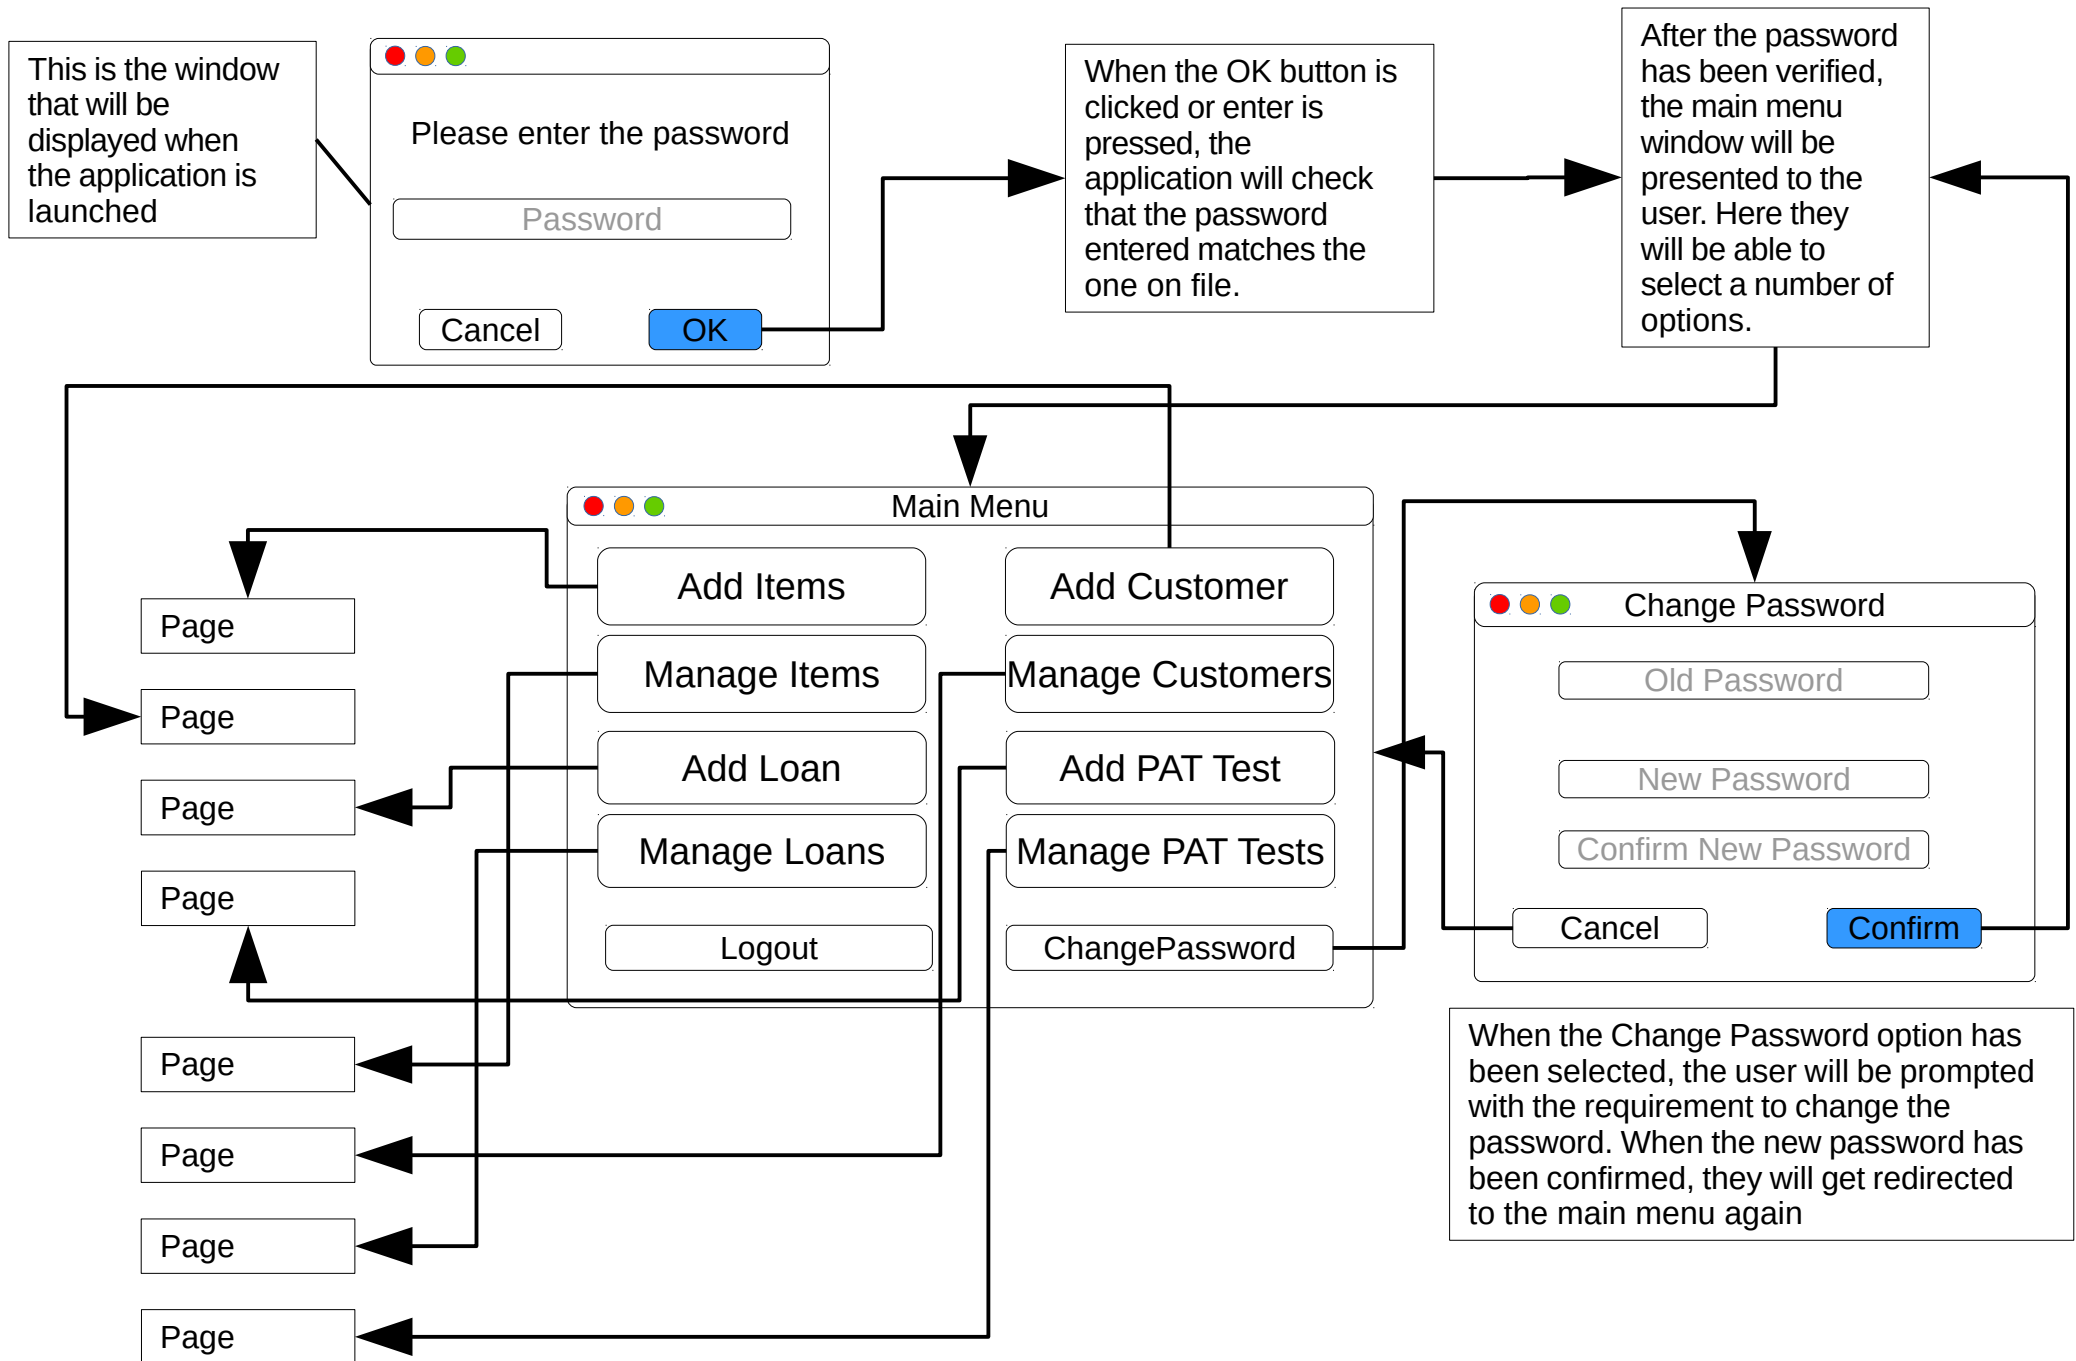 This is the window
that will be
displayed when
the application is
launched
Please enter the password
Password
Cancel
OK
When the OK button is
clicked or enter is
pressed, the
application will check
that the password
entered matches the
one on file.
After the password
has been verified,
the main menu
window will be
presented to the
user. Here they
will be able to
select a number of
options.
Main Menu
Add Items
Add Customer
Manage Items
Manage Customers
Add Loan
Add PAT Test
Manage Loans
Manage PAT Tests
Logout
ChangePassword
Page
Page
Page
Page
Page
Page
Page
Page
Change Password
Old Password
New Password
Confirm New Password
Cancel
Confirm
When the Change Password option has
been selected, the user will be prompted
with the requirement to change the
password. When the new password has
been confirmed, they will get redirected
to the main menu again